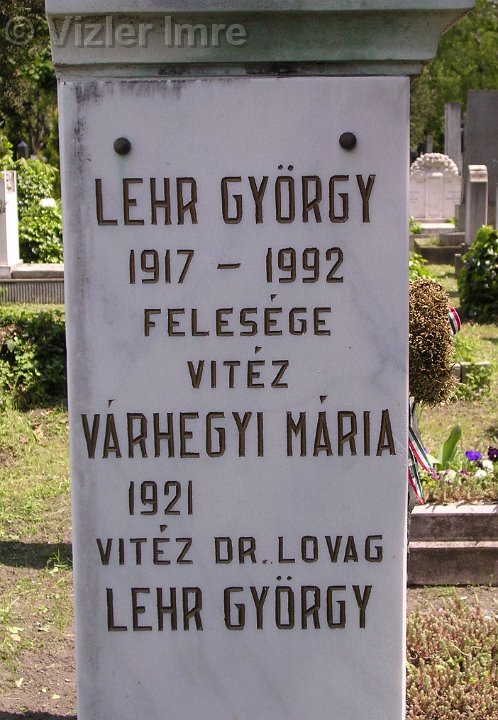 © Vizler Imre
LEHR GYÖRGY
1917 – 1992
FELESÉGE
VITÉZ
VÁRHEGYI MÁRIA
1921
VITÉZ DR. LOVAG
LEHR GYÖRGY